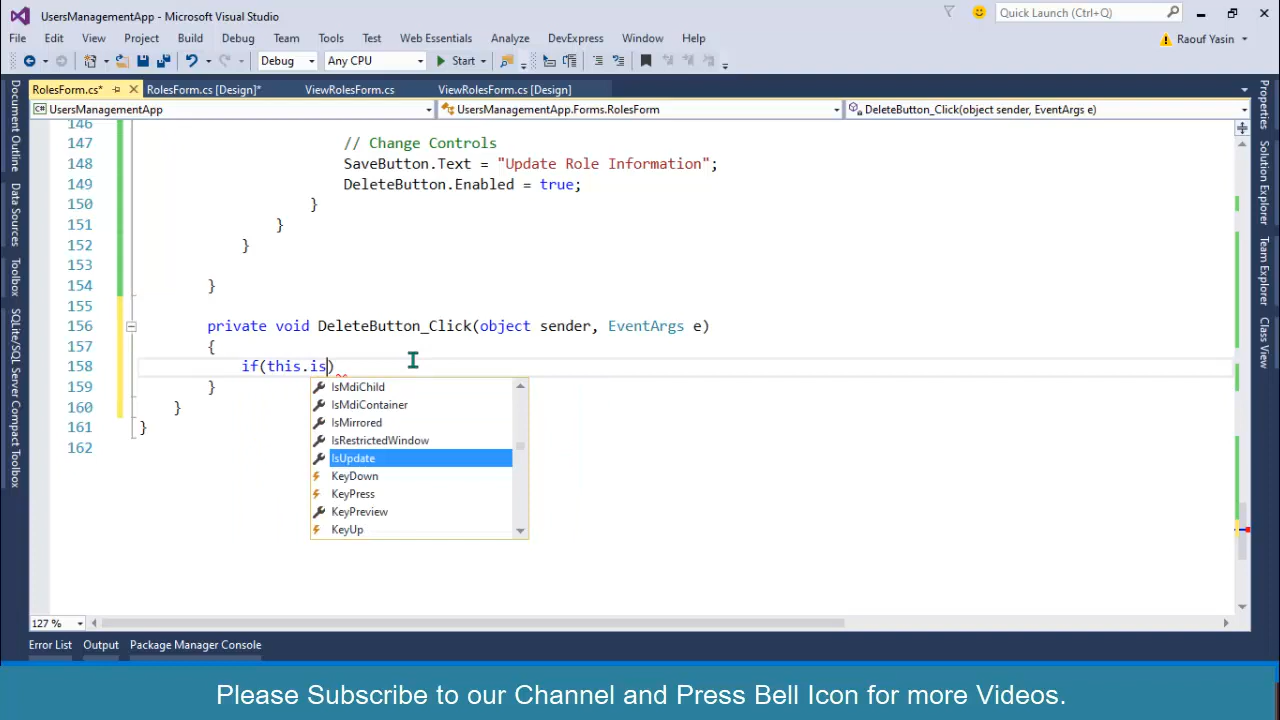 UsersManagementApp - Microsoft Visual Studio
Quick Launch (Ctrl+Q)
File Edit View Project Build Debug Team Tools Test Web Essentials Analyze DevExpress Window Help
Raouf Yasin
Debug Any CPU Start
RolesForm.cs* RolesForm.cs [Design]* ViewRolesForm.cs ViewRolesForm.cs [Design]
UsersManagementApp UsersManagementApp.Forms.RolesForm DeleteButton_Click(object sender, EventArgs e)
146
147 // Change Controls
148 SaveButton.Text = "Update Role Information";
149 DeleteButton.Enabled = true;
150 }
151 }
152 }
153
154 }
155
156 private void DeleteButton_Click(object sender, EventArgs e)
157 {
158 if(this.is)
159 }
160 }
161 }
162
IsMdiChild
IsMdiContainer
IsMirrored
IsRestrictedWindow
IsUpdate
KeyDown
KeyPress
KeyPreview
KeyUp
Document Outline
Data Sources
Toolbox
SQLite/SQL Server Compact Toolbox
Properties
Solution Explorer
Team Explorer
Class View
127 %
Error List Output Package Manager Console
Please Subscribe to our Channel and Press Bell Icon for more Videos.